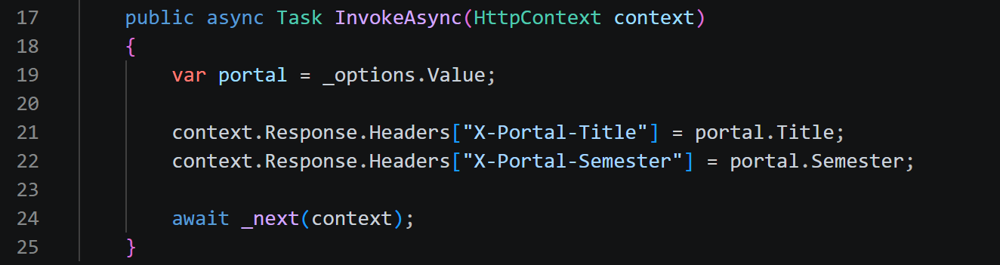 17 public async Task InvokeAsync(HttpContext context)
18 {
19 var portal = _options.Value;
20
21 context.Response.Headers["X-Portal-Title"] = portal.Title;
22 context.Response.Headers["X-Portal-Semester"] = portal.Semester;
23
24 await _next(context);
25 }